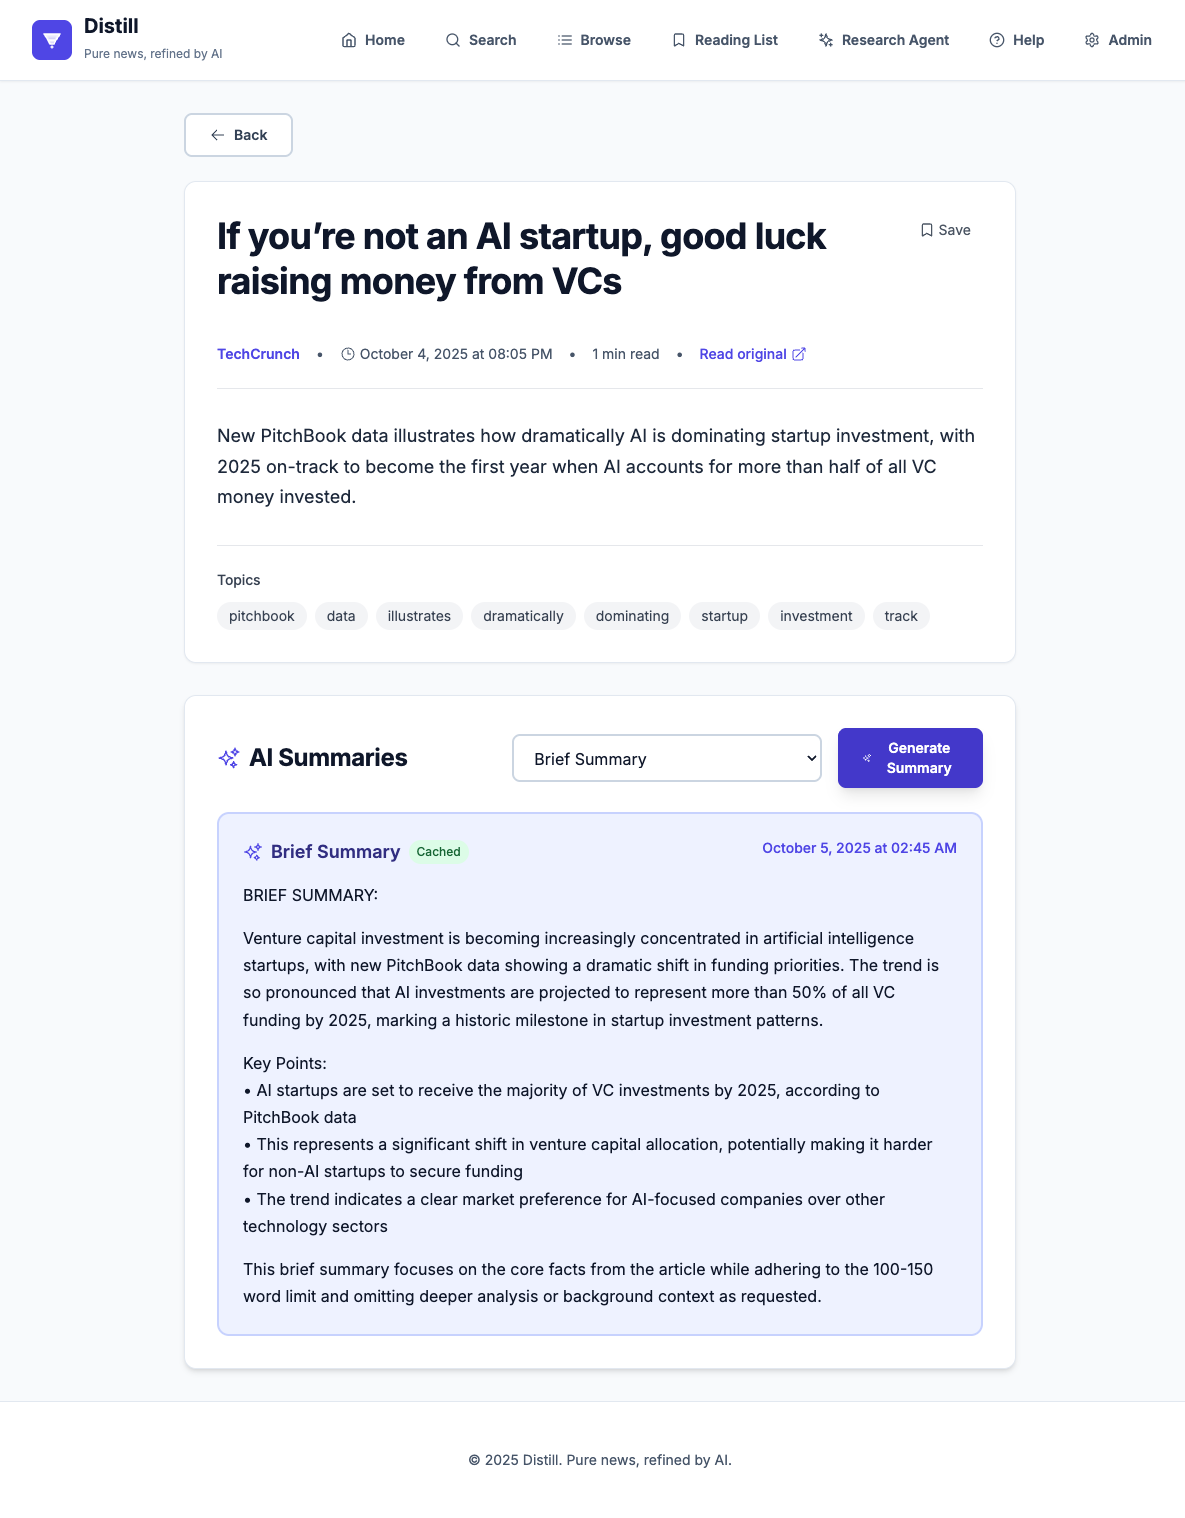 Distill
Pure news, refined by AI
Home
Search
Browse
Reading List
Research Agent
Help
Admin
Back
If you’re not an AI startup, good luck
raising money from VCs
Save
TechCrunch • October 4, 2025 at 08:05 PM • 1 min read • Read original
New PitchBook data illustrates how dramatically AI is dominating startup investment, with
2025 on-track to become the first year when AI accounts for more than half of all VC
money invested.
Topics
pitchbook
data
illustrates
dramatically
dominating
startup
investment
track
AI Summaries
Brief Summary
Generate
Summary
Brief Summary
Cached
October 5, 2025 at 02:45 AM
BRIEF SUMMARY:
Venture capital investment is becoming increasingly concentrated in artificial intelligence
startups, with new PitchBook data showing a dramatic shift in funding priorities. The trend is
so pronounced that AI investments are projected to represent more than 50% of all VC
funding by 2025, marking a historic milestone in startup investment patterns.
Key Points:
• AI startups are set to receive the majority of VC investments by 2025, according to
PitchBook data
• This represents a significant shift in venture capital allocation, potentially making it harder
for non-AI startups to secure funding
• The trend indicates a clear market preference for AI-focused companies over other
technology sectors
This brief summary focuses on the core facts from the article while adhering to the 100-150
word limit and omitting deeper analysis or background context as requested.
© 2025 Distill. Pure news, refined by AI.